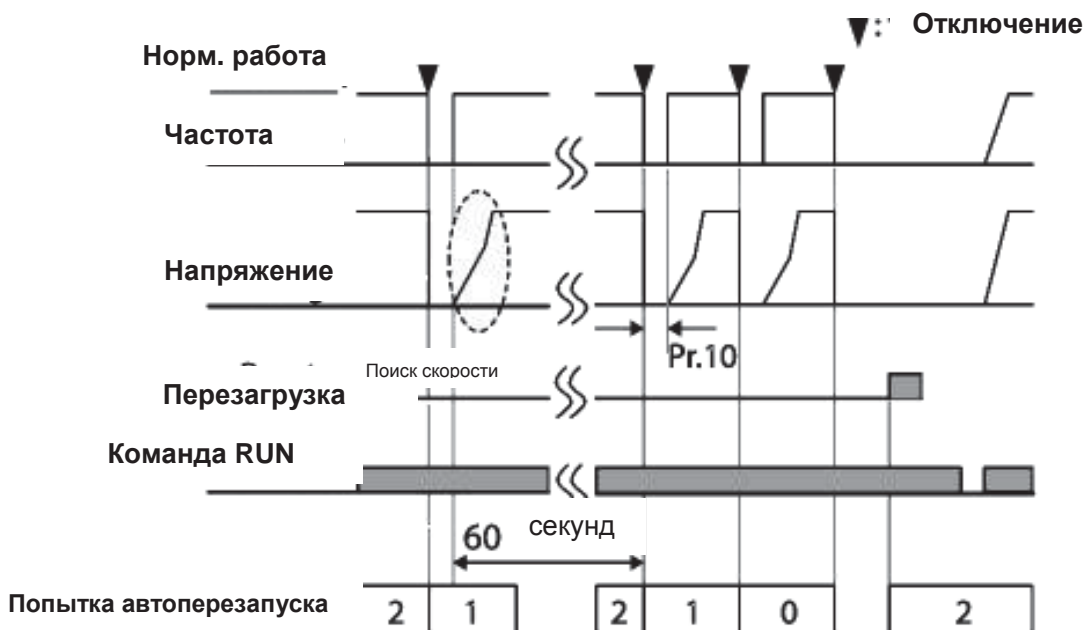 Отключение
Норм. работа
Частота
Напряжение
Pr.10
Поиск скорости
Перезагрузка
Команда RUN
60 секунд
Попытка автоперезапуска 2 1 2 1 0 2